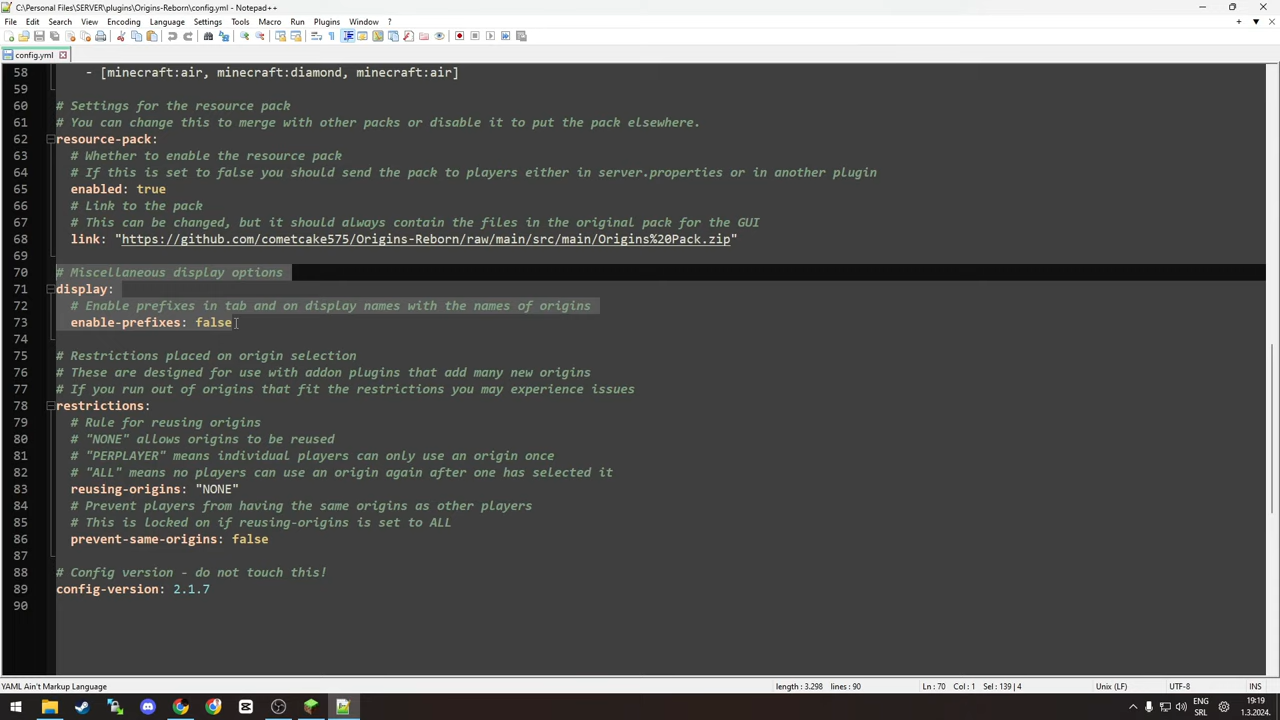 C:\Personal Files\SERVER\plugins\Origins-Reborn\config.yml - Notepad++
File Edit Search View Encoding Language Settings Tools Macro Run Plugins Window ?
config.yml
58 - [minecraft:air, minecraft:diamond, minecraft:air]
59
60 # Settings for the resource pack
61 # You can change this to merge with other packs or disable it to put the pack elsewhere.
62 resource-pack:
63 # Whether to enable the resource pack
64 # If this is set to false you should send the pack to players either in server.properties or in another plugin
65 enabled: true
66 # Link to the pack
67 # This can be changed, but it should always contain the files in the original pack for the GUI
68 link: "https://github.com/cometcake575/Origins-Reborn/raw/main/src/main/Origins%20Pack.zip"
69
70 # Miscellaneous display options
71 display:
72 # Enable prefixes in tab and on display names with the names of origins
73 enable-prefixes: false
74
75 # Restrictions placed on origin selection
76 # These are designed for use with addon plugins that add many new origins
77 # If you run out of origins that fit the restrictions you may experience issues
78 restrictions:
79 # Rule for reusing origins
80 # "NONE" allows origins to be reused
81 # "PERPLAYER" means individual players can only use an origin once
82 # "ALL" means no players can use an origin again after one has selected it
83 reusing-origins: "NONE"
84 # Prevent players from having the same origins as other players
85 # This is locked on if reusing-origins is set to ALL
86 prevent-same-origins: false
87
88 # Config version - do not touch this!
89 config-version: 2.1.7
90
YAML Ain't Markup Language length : 3.298 lines : 90 Ln : 70 Col : 1 Sel : 139 | 4 Unix (LF) UTF-8 INS
ENG 19:19
SRL 1.3.2024.